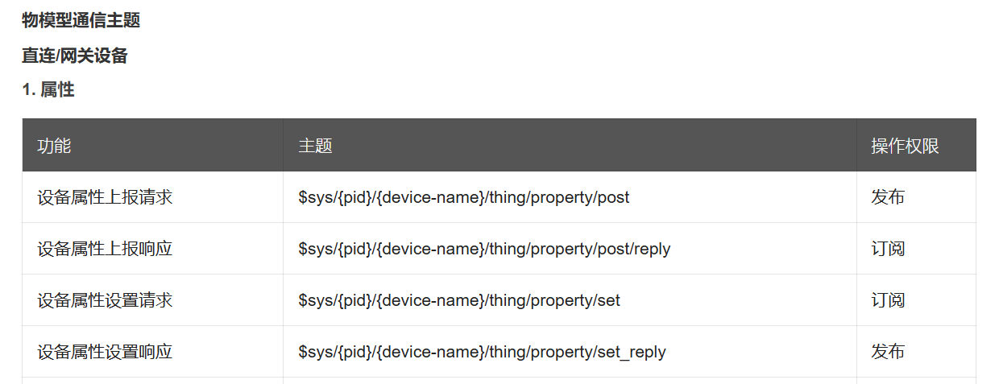 物模型通信主题
直连/网关设备
1. 属性
功能 主题 操作权限
设备属性上报请求 $sys/{pid}/{device-name}/thing/property/post 发布
设备属性上报响应 $sys/{pid}/{device-name}/thing/property/post/reply 订阅
设备属性设置请求 $sys/{pid}/{device-name}/thing/property/set 订阅
设备属性设置响应 $sys/{pid}/{device-name}/thing/property/set_reply 发布